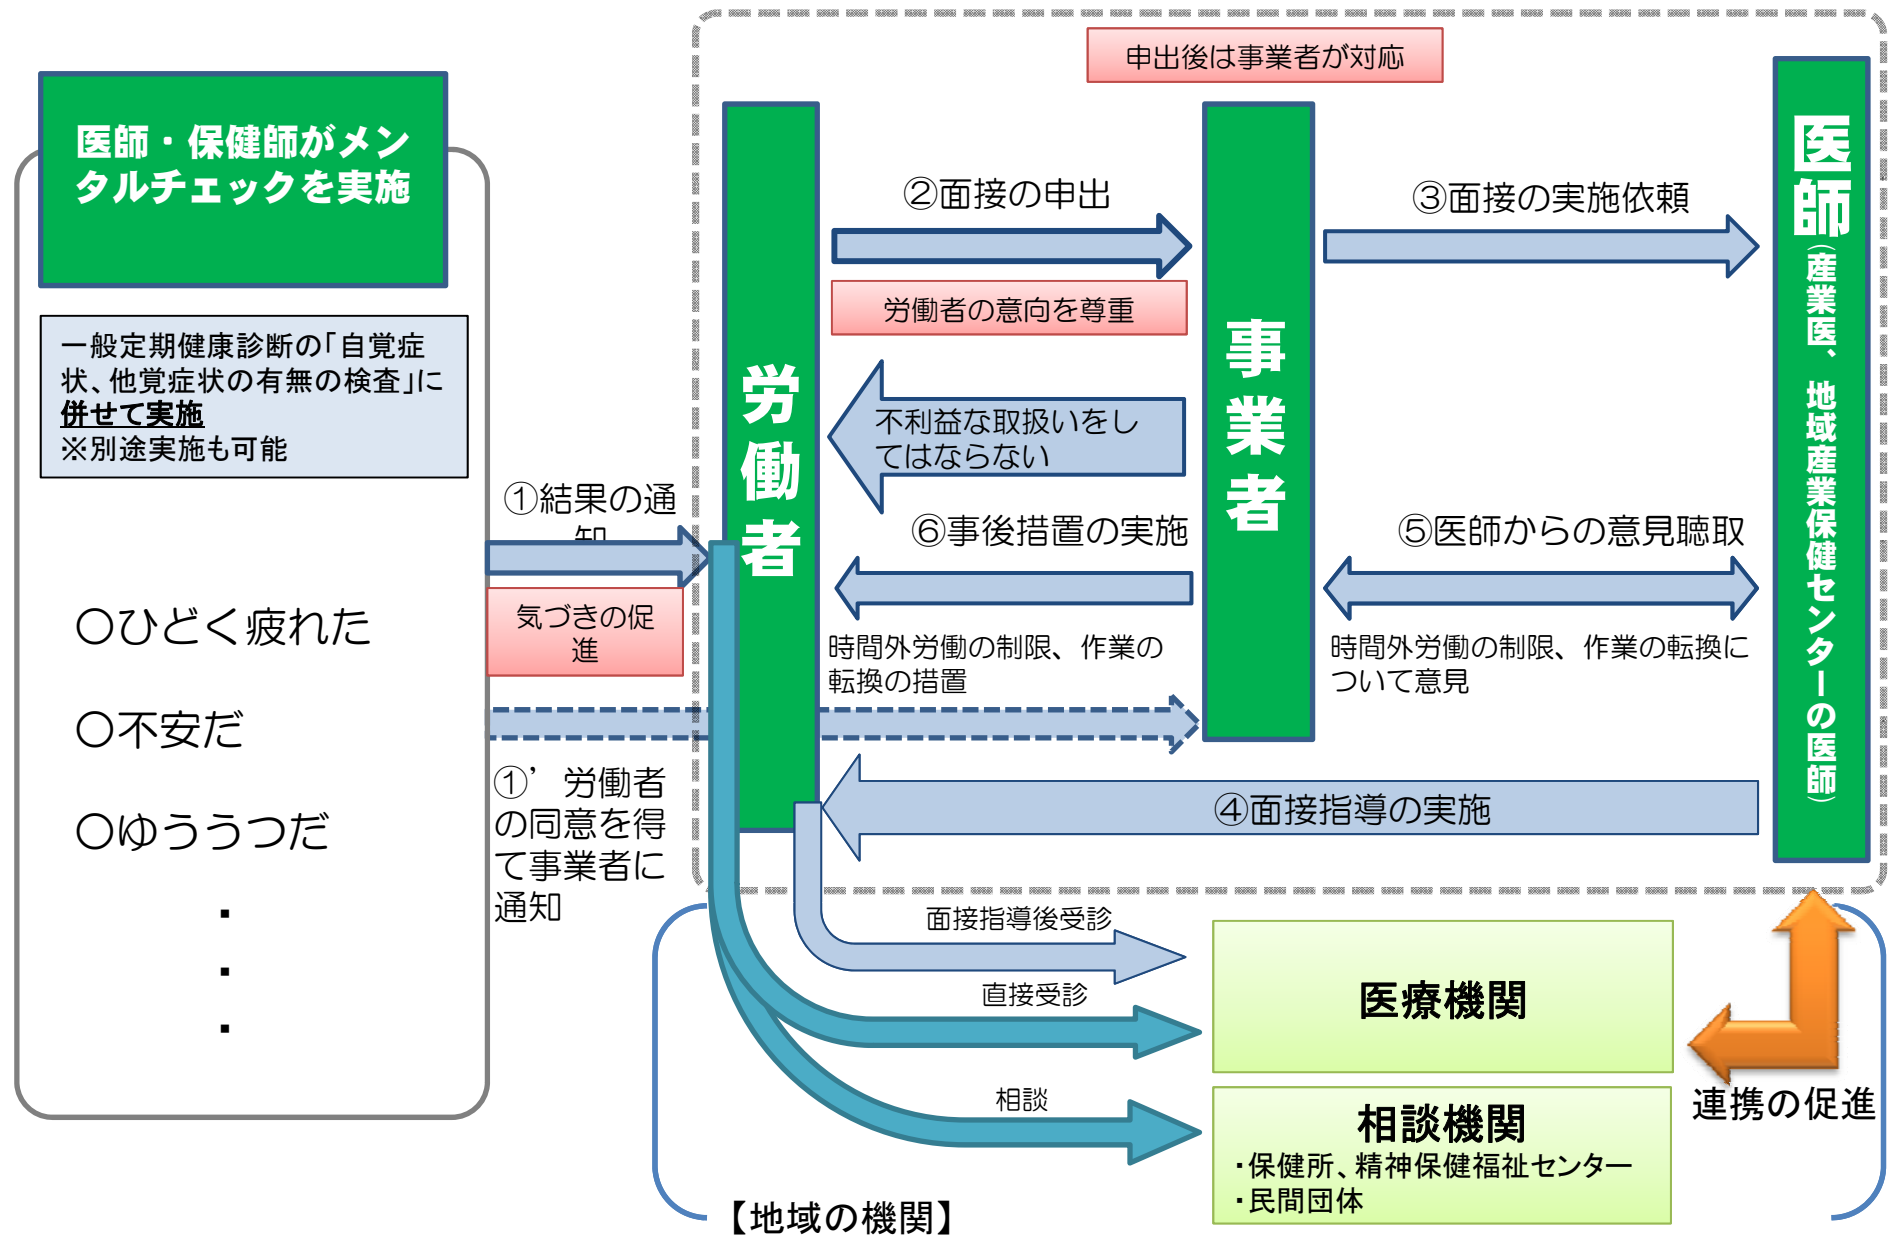 申出後は事業者が対応
医師・保健師がメン
タルチェックを実施
一般定期健康診断の「自覚症
状、他覚症状の有無の検査」に
併せて実施
※別途実施も可能
〇ひどく疲れた
〇不安だ
〇ゆううつだ
・
・
・
①結果の通
知
気づきの促
進
①’労働者
の同意を得
て事業者に
通知
労働者
②面接の申出
労働者の意向を尊重
不利益な取扱いをし
てはならない
⑥事後措置の実施
時間外労働の制限、作業の
転換の措置
事業者
③面接の実施依頼
⑤医師からの意見聴取
時間外労働の制限、作業の転換に
ついて意見
④面接指導の実施
医師(産業医、地域産業保健センターの医師)
面接指導後受診
直接受診
相談
医療機関
相談機関
・保健所、精神保健福祉センター
・民間団体
連携の促進
【地域の機関】